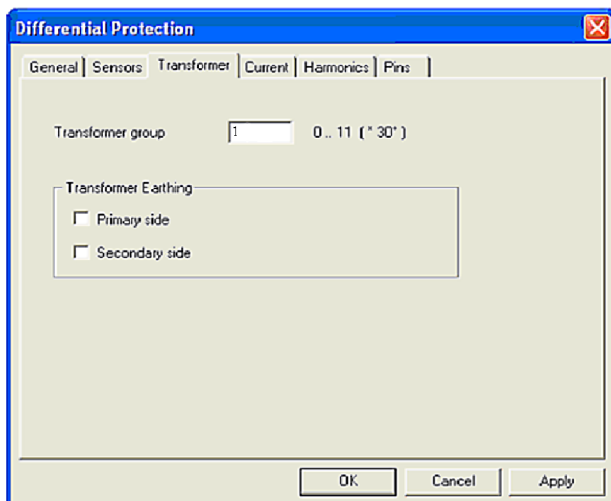 Differential Protection
General Sensors Transformer Current Harmonics Pins
Transformer group 1 0 .. 11 ( * 30° )
Transformer Earthing
Primary side
Secondary side
OK Cancel Apply